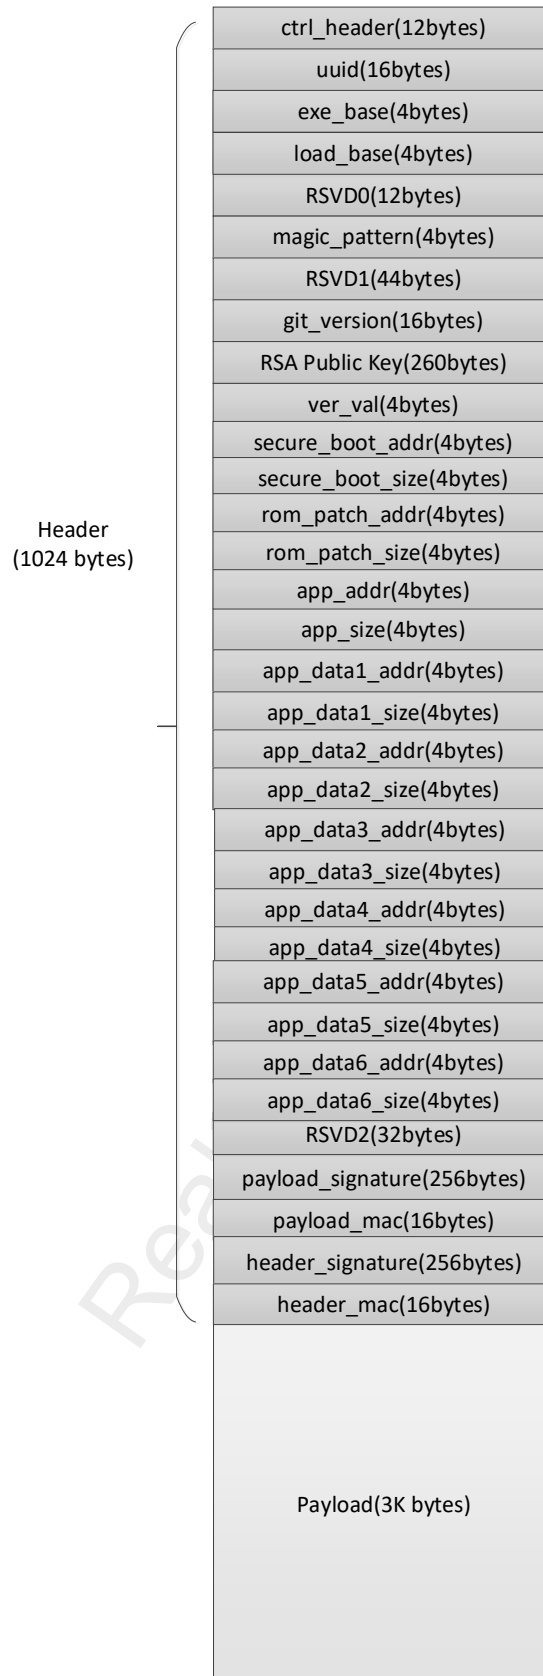 ctrl_header(12bytes)
uuid(16bytes)
exe_base(4bytes)
load_base(4bytes)
RSVD0(12bytes)
magic_pattern(4bytes)
RSVD1(44bytes)
git_version(16bytes)
RSA Public Key(260bytes)
ver_val(4bytes)
secure_boot_addr(4bytes)
secure_boot_size(4bytes)
rom_patch_addr(4bytes)
Header
(1024 bytes)
rom_patch_size(4bytes)
app_addr(4bytes)
app_size(4bytes)
app_data1_addr(4bytes)
app_data1_size(4bytes)
app_data2_addr(4bytes)
app_data2_size(4bytes)
app_data3_addr(4bytes)
app_data3_size(4bytes)
app_data4_addr(4bytes)
app_data4_size(4bytes)
app_data5_addr(4bytes)
app_data5_size(4bytes)
app_data6_addr(4bytes)
app_data6_size(4bytes)
RSVD2(32bytes)
payload_signature(256bytes)
payload_mac(16bytes)
header_signature(256bytes)
header_mac(16bytes)
Payload(3K bytes)